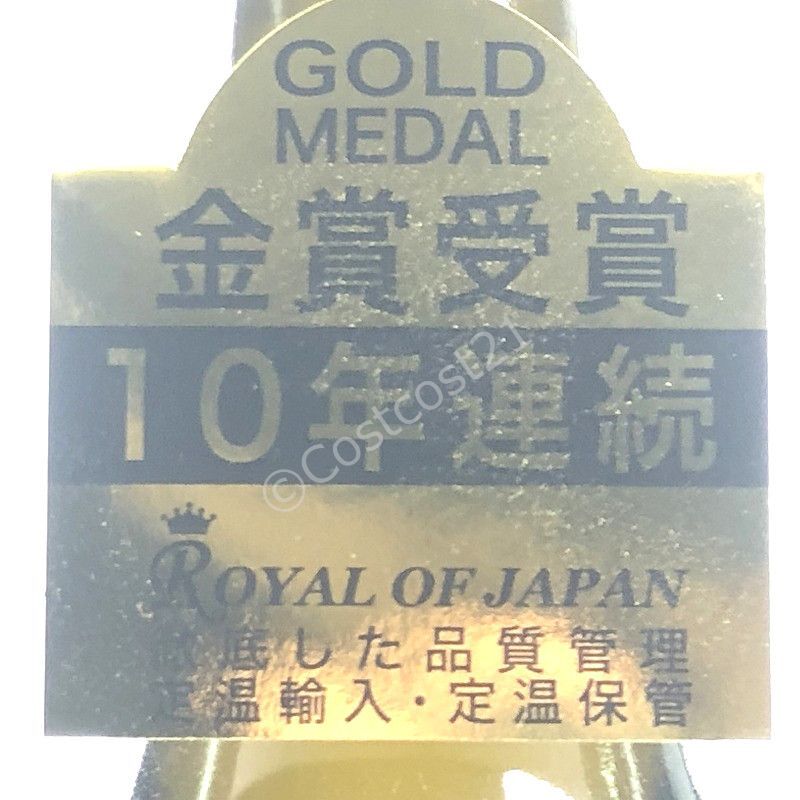 GOLD
MEDAL
金賞受賞
10年連続
©Costcost21
ROYAL OF JAPAN
徹底した品質管理
定温輸入・定温保管